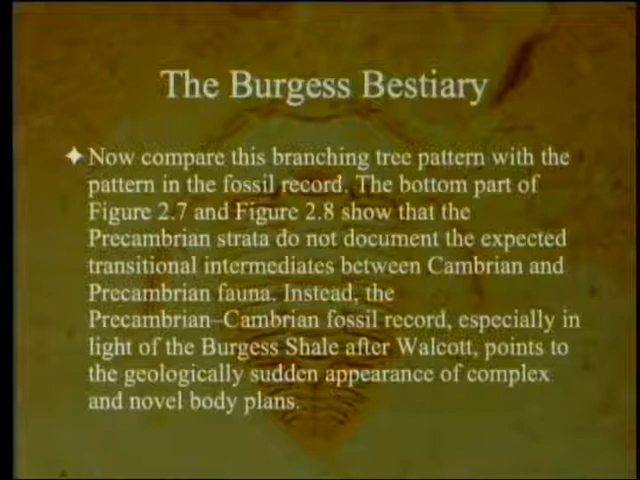 The Burgess Bestiary
Now compare this branching tree pattern with the
pattern in the fossil record. The bottom part of
Figure 2.7 and Figure 2.8 show that the
Precambrian strata do not document the expected
transitional intermediates between Cambrian and
Precambrian fauna. Instead, the
Precambrian–Cambrian fossil record, especially in
light of the Burgess Shale after Walcott, points to
the geologically sudden appearance of complex
and novel body plans.